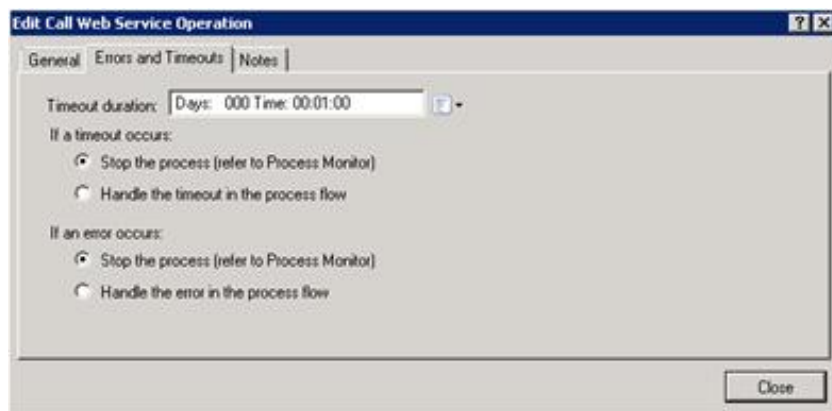 Edit Call Web Service Operation
General Errors and Timeouts Notes
Timeout duration: Days: 000 Time: 00:01:00
If a timeout occurs:
Stop the process (refer to Process Monitor)
Handle the timeout in the process flow
If an error occurs:
Stop the process (refer to Process Monitor)
Handle the error in the process flow
Close